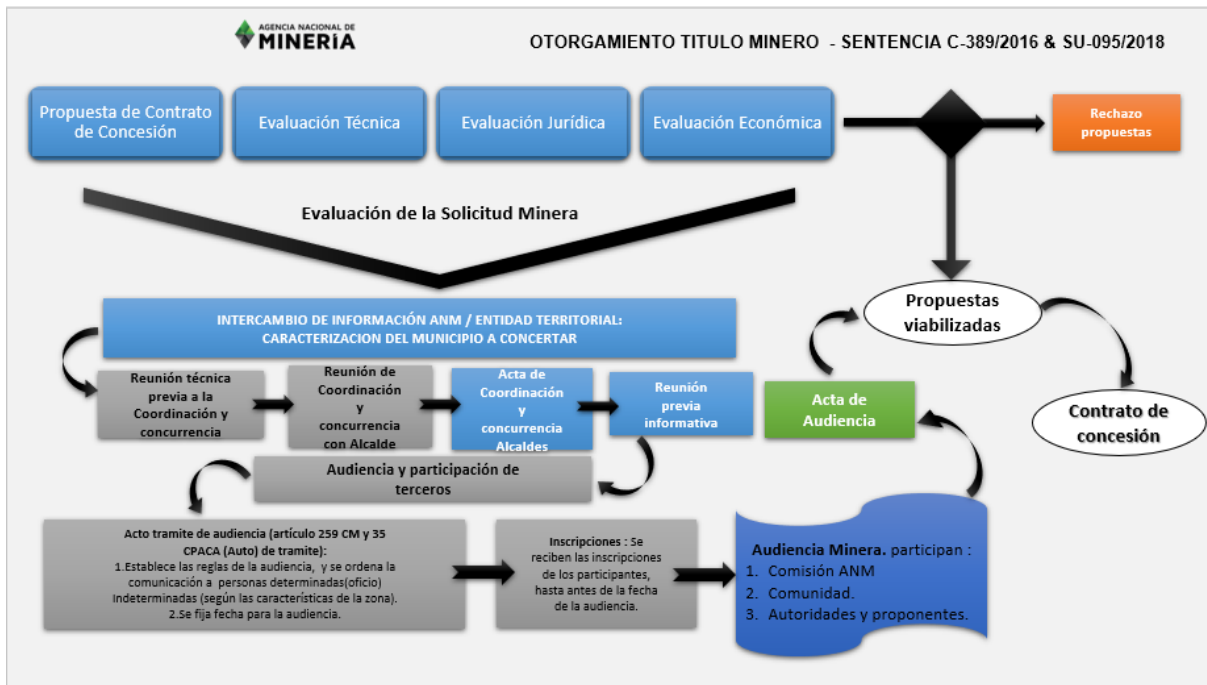 AGENCIA NACIONAL DE
MINERÍA
OTORGAMIENTO TITULO MINERO - SENTENCIA C-389/2016 & SU-095/2018
Propuesta de Contrato
de Concesión
Evaluación Técnica
Evaluación Jurídica
Evaluación Económica
Rechazo
propuestas
Evaluación de la Solicitud Minera
Propuestas
viabilizadas
INTERCAMBIO DE INFORMACIÓN ANM / ENTIDAD TERRITORIAL:
CARACTERIZACION DEL MUNICIPIO A CONCERTAR
Reunión técnica
previa a la
Coordinación y
concurrencia
Reunión de
Coordinación
y
concurrencia
con Alcalde
Acta de
Coordinación
y
concurrencia
Alcaldes
Reunión
previa
informativa
Acta de
Audiencia
Contrato de
concesión
Audiencia y participación de
terceros
Acto tramite de audiencia (artículo 259 CM y 35
CPACA (Auto) de tramite):
1.Establece las reglas de la audiencia, y se ordena la
comunicación a personas determinadas(oficio)
Indeterminadas (según las características de la zona).
2.Se fija fecha para la audiencia.
Inscripciones : Se
reciben las inscripciones
de los participantes,
hasta antes de la fecha
de la audiencia.
Audiencia Minera. participan :
1. Comisión ANM
2. Comunidad.
3. Autoridades y proponentes.